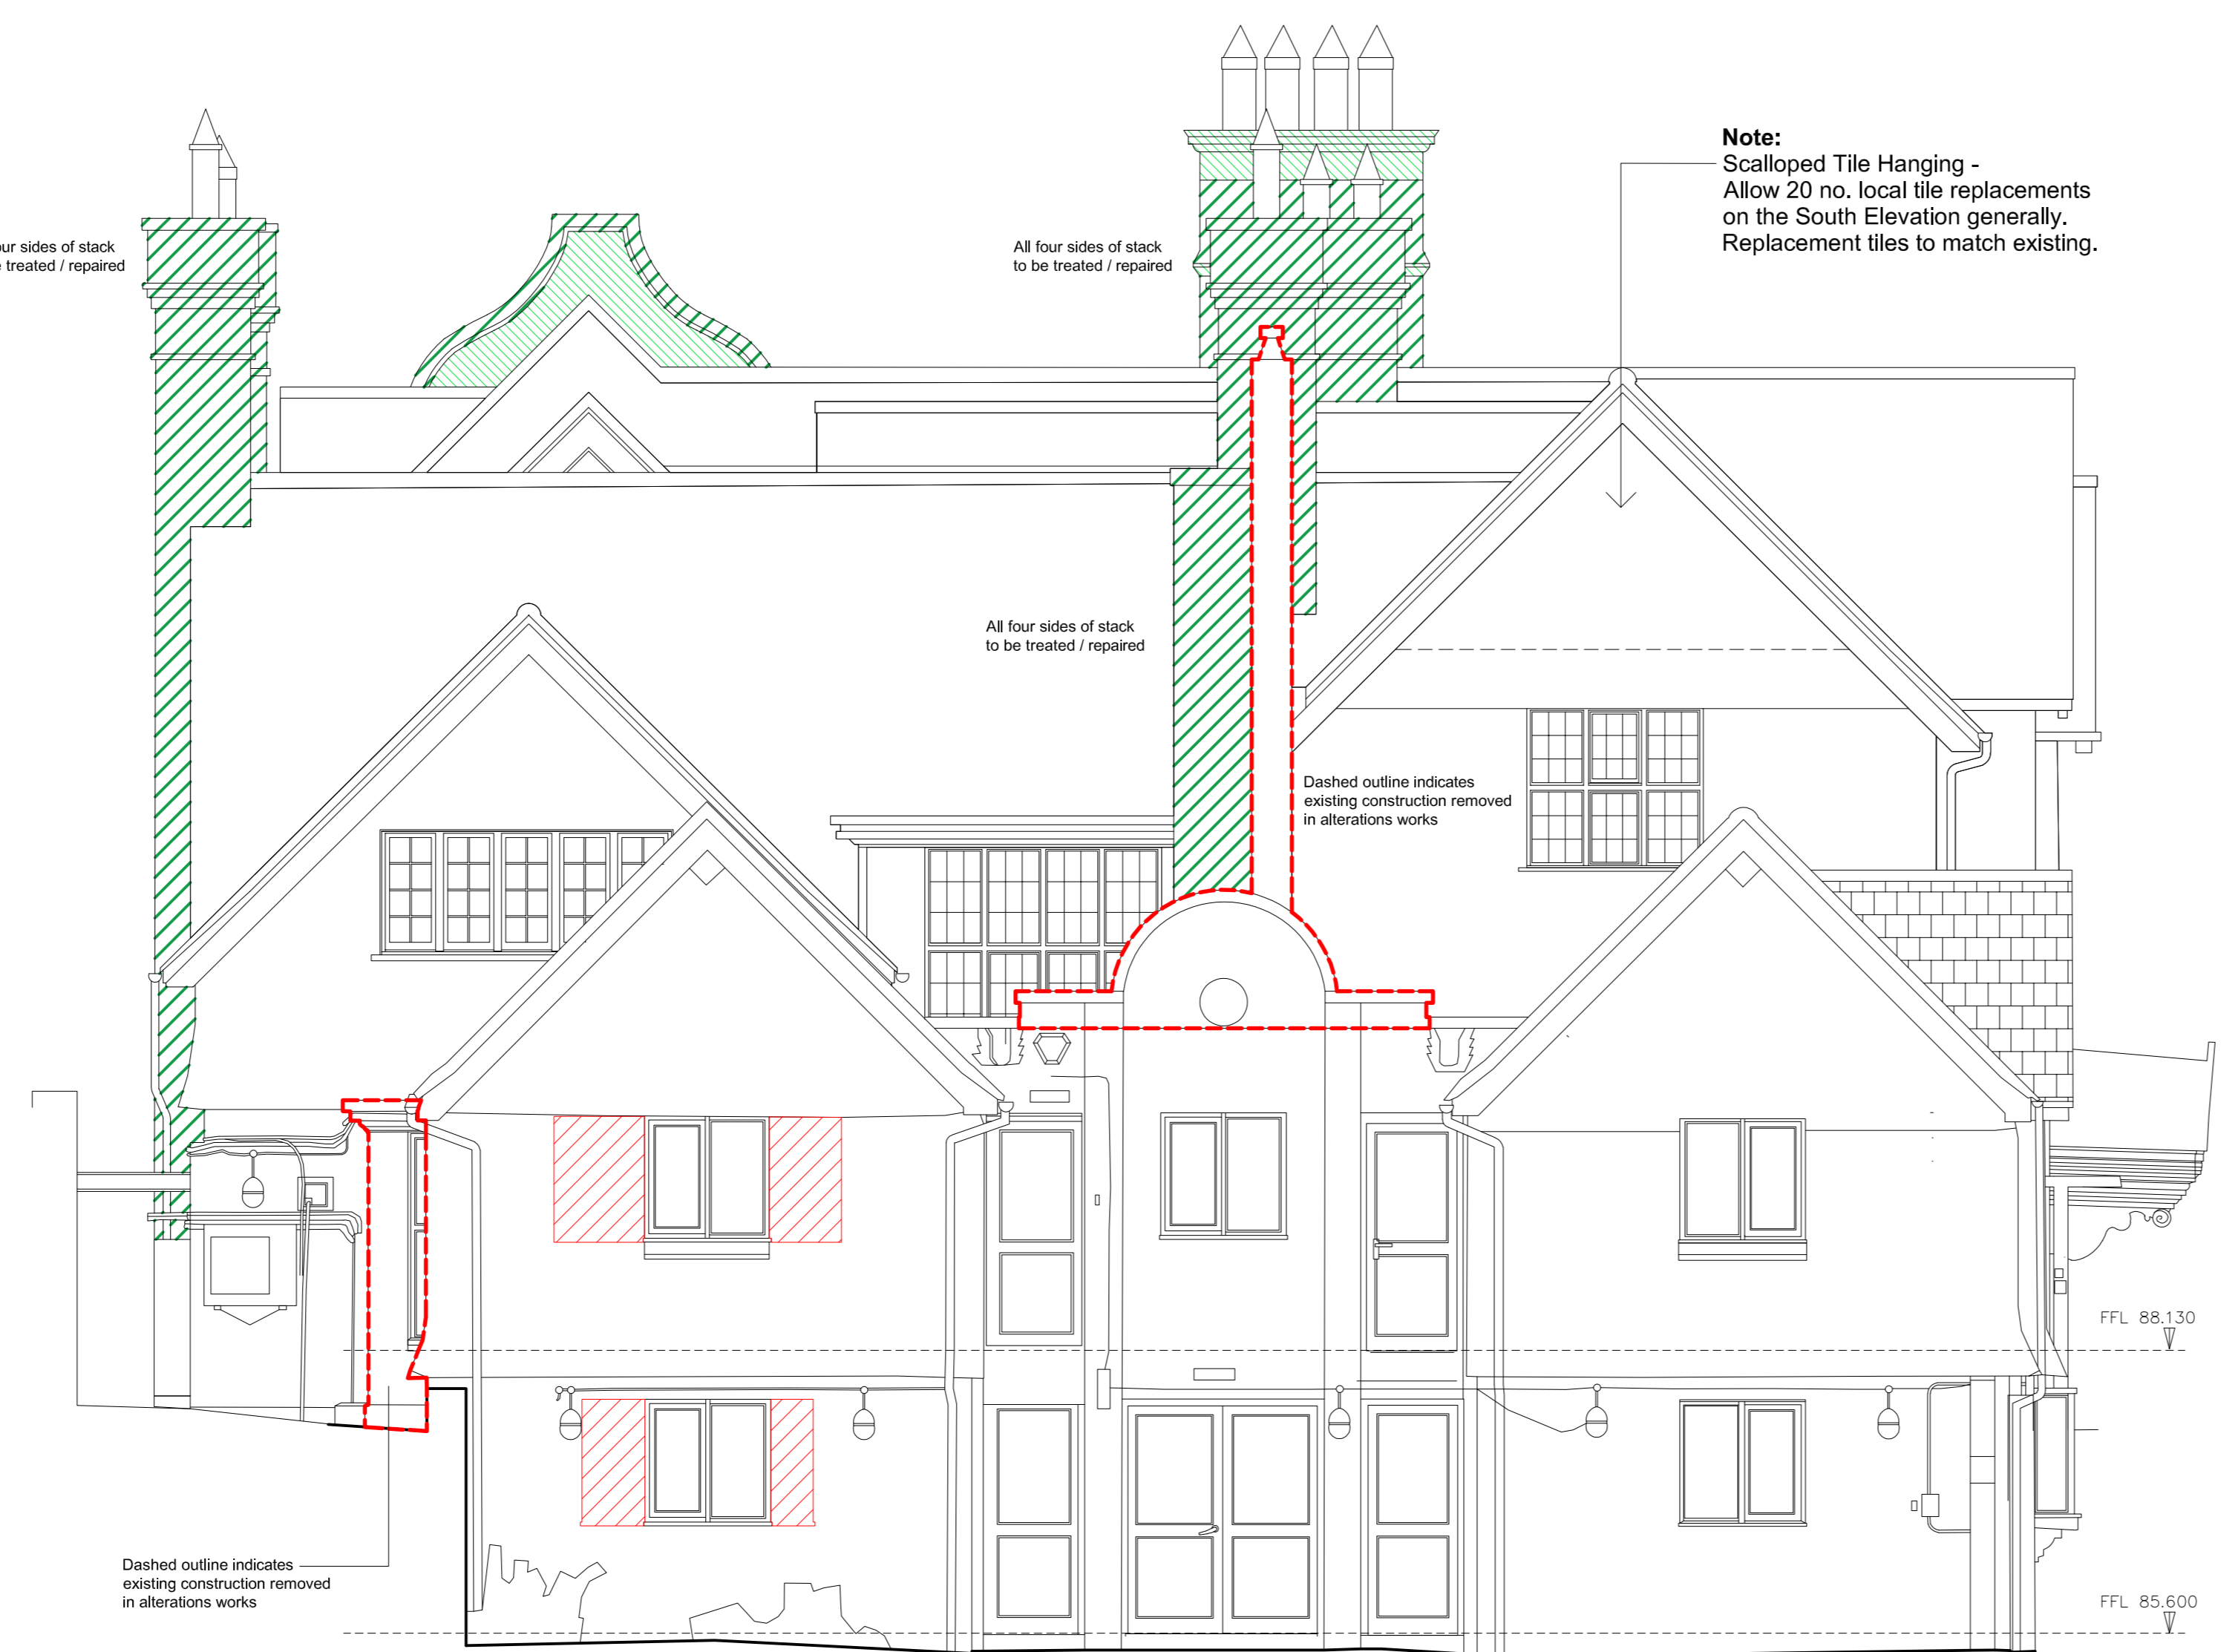 Note:
Scalloped Tile Hanging -
Allow 20 no. local tile replacements
on the South Elevation generally.
Replacement tiles to match existing.
sides of stack
treated / repaired
All four sides of stack
to be treated / repaired
All four sides of stack
to be treated / repaired
Dashed outline indicates
existing construction removed
in alterations works
FFL 88.130
Dashed outline indicates
existing construction removed
in alterations works
FFL 85.600